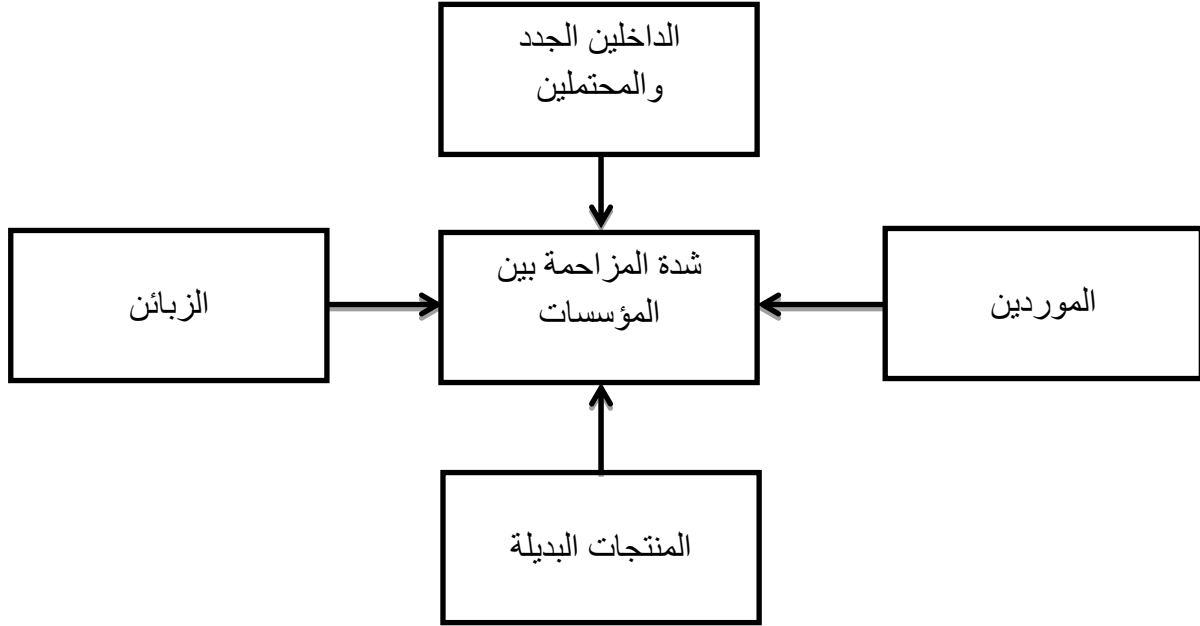 الداخلين الجدد
والمحتملين
الموردين
شدة المزاحمة بين
المؤسسات
الزبائن
المنتجات البديلة